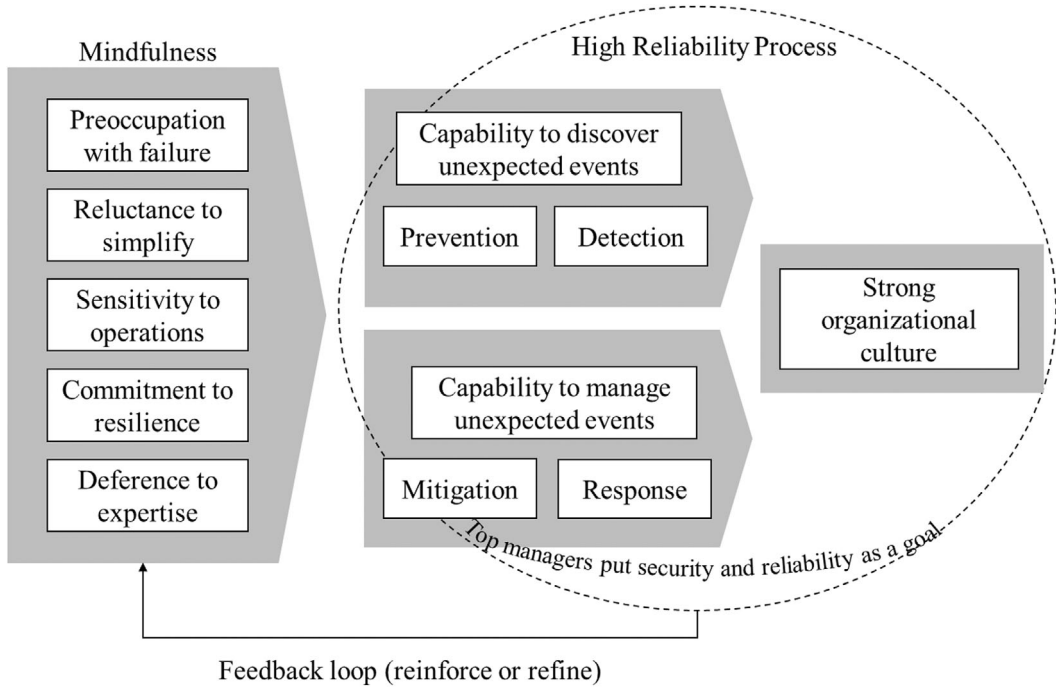 Mindfulness
Preoccupation
with failure
Reluctance to
simplify
Sensitivity to
operations
Commitment to
resilience
Deference to
expertise
High Reliability Process
Capability to discover
unexpected events
Prevention
Detection
Capability to manage
unexpected events
Mitigation
Response
Strong
organizational
culture
Top managers put security and reliability as a goal
Feedback loop (reinforce or refine)